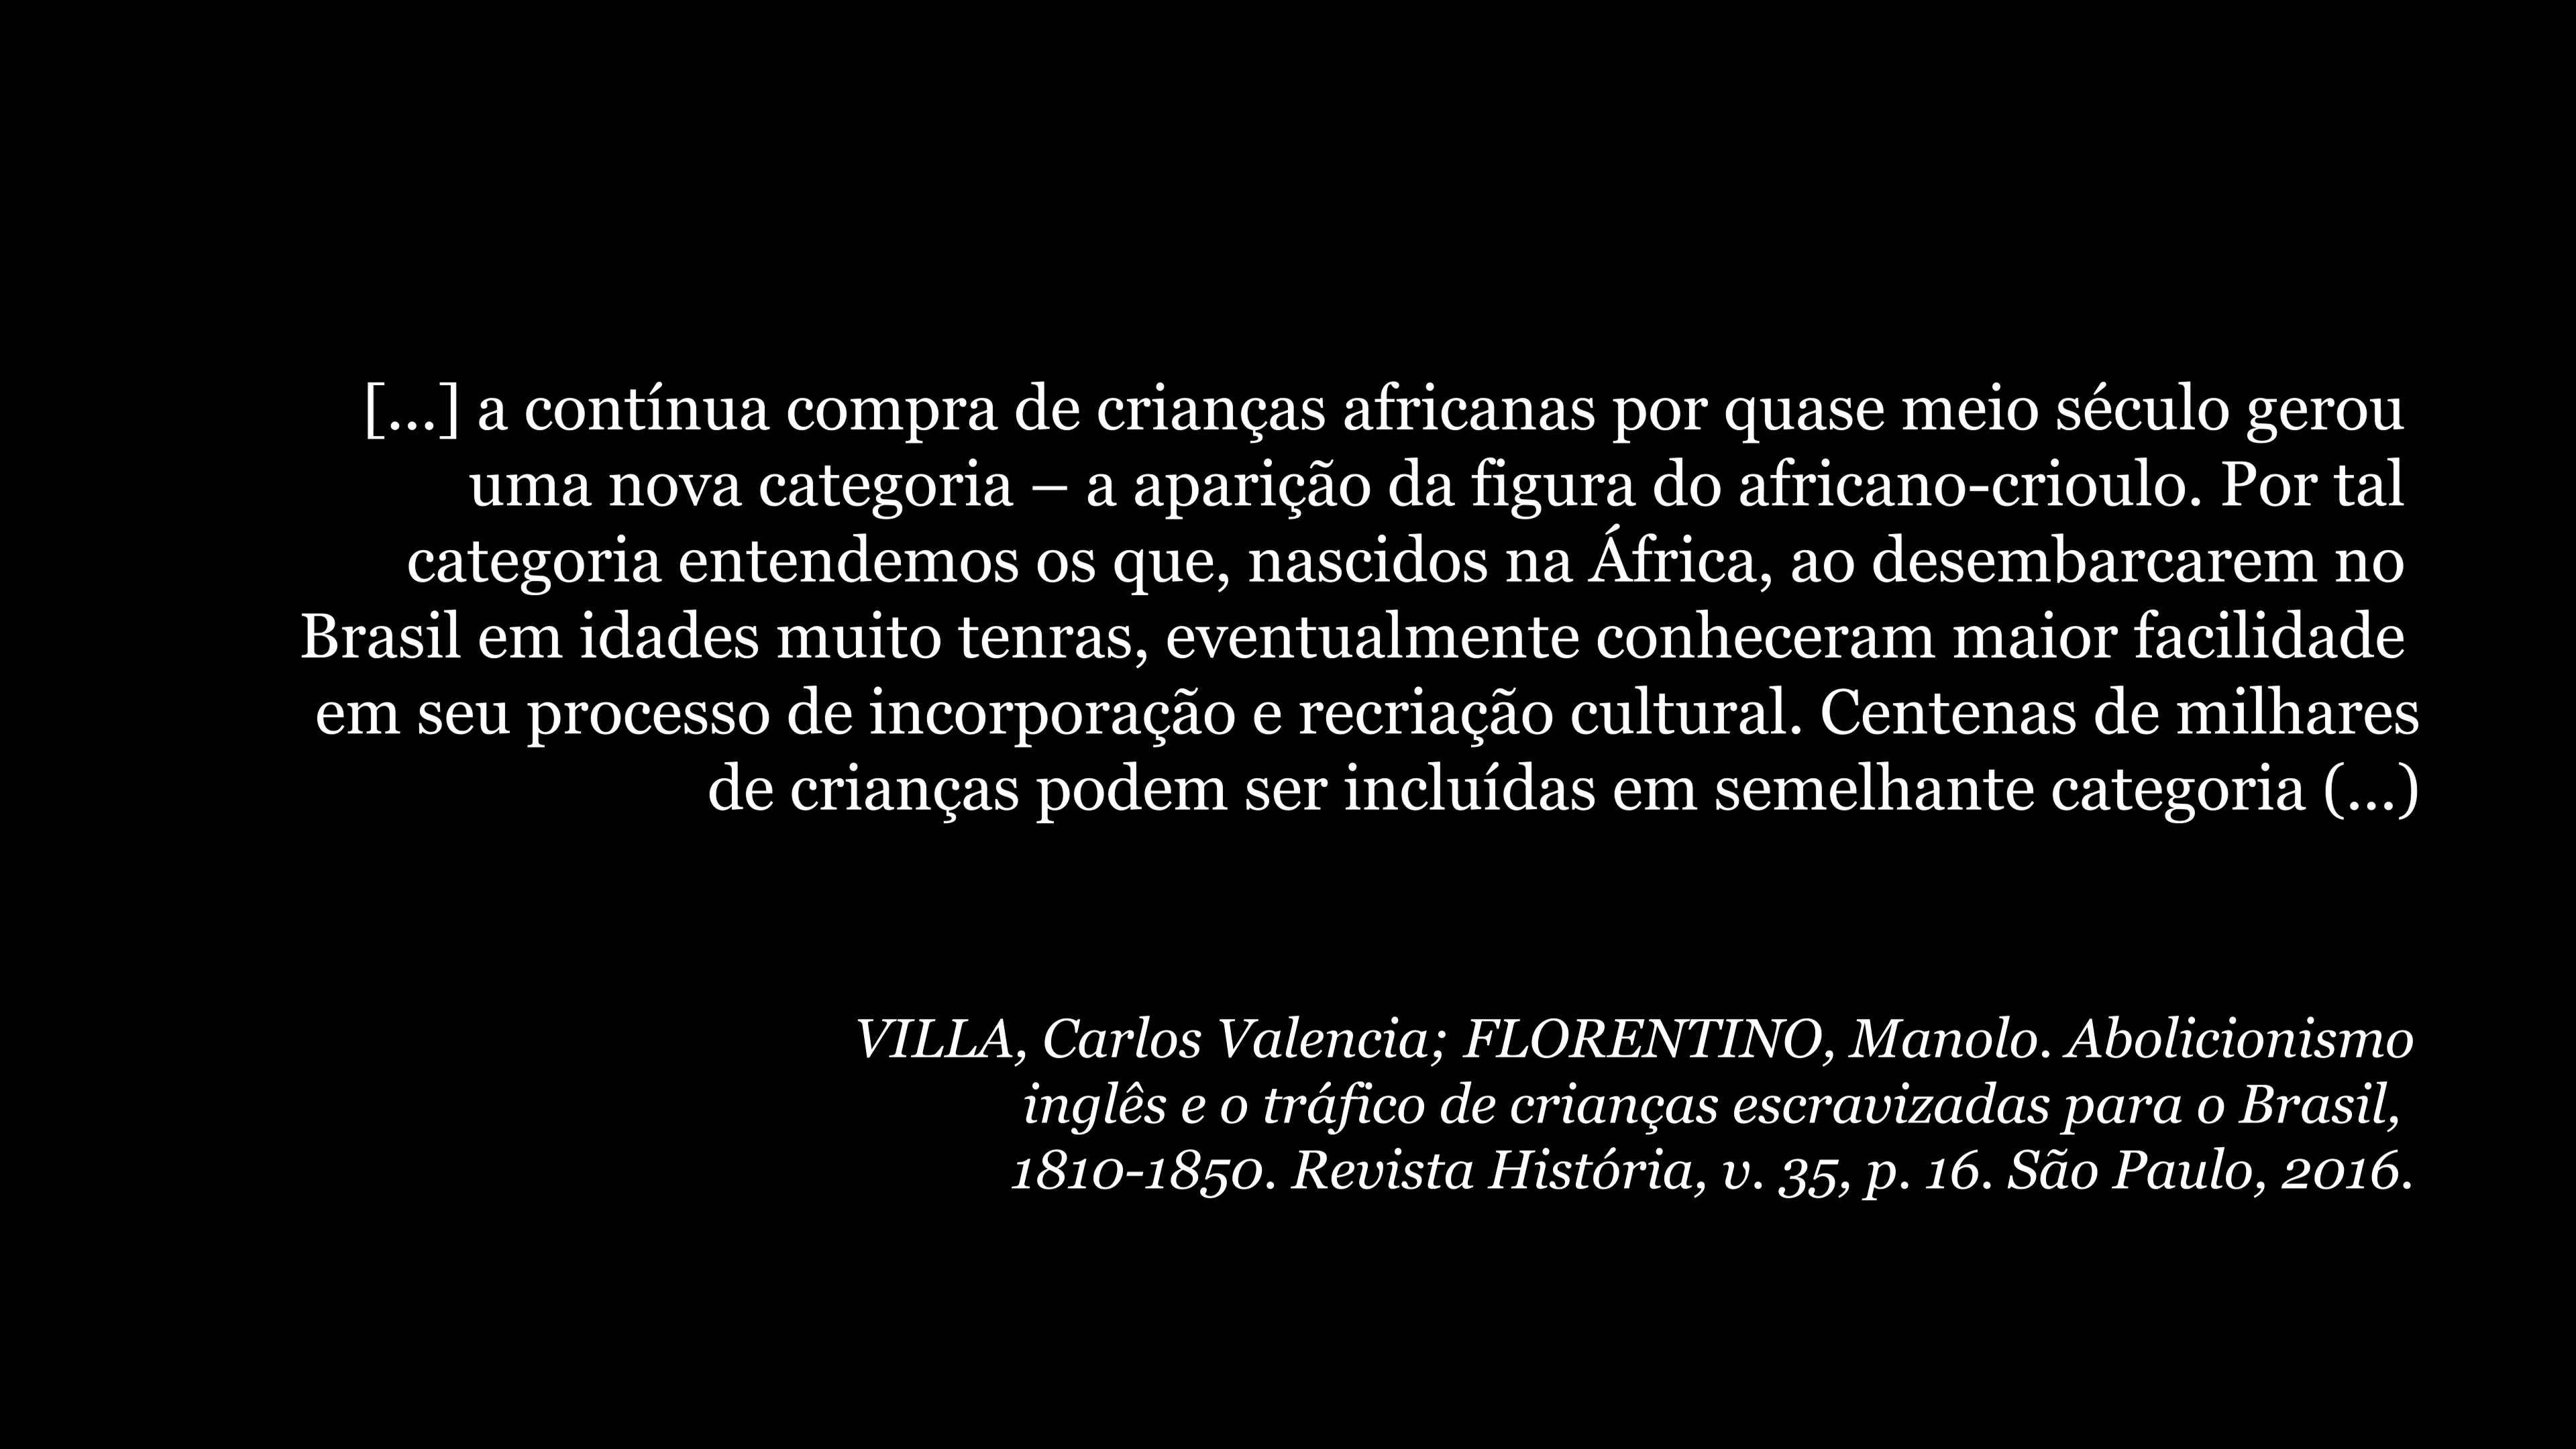 [...] a contínua compra de crianças africanas por quase meio século gerou
uma nova categoria – a aparição da figura do africano-crioulo. Por tal
categoria entendemos os que, nascidos na África, ao desembarcarem no
Brasil em idades muito tenras, eventualmente conheceram maior facilidade
em seu processo de incorporação e recriação cultural. Centenas de milhares
de crianças podem ser incluídas em semelhante categoria (...)
VILLA, Carlos Valencia; FLORENTINO, Manolo. Abolicionismo
inglês e o tráfico de crianças escravizadas para o Brasil,
1810-1850. Revista História, v. 35, p. 16. São Paulo, 2016.